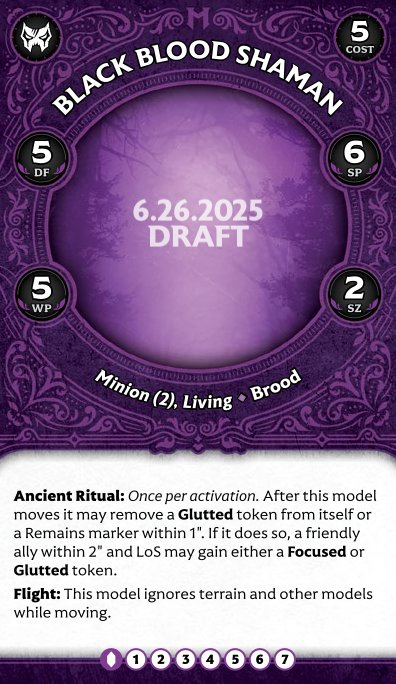 5
COST
BLACK BLOOD SHAMAN
5
DF
6
SP
6.26.2025
DRAFT
5
WP
2
SZ
Minion (2), Living ◆ Brood
Ancient Ritual: Once per activation. After this model
moves it may remove a Glutted token from itself or
a Remains marker within 1". If it does so, a friendly
ally within 2" and LoS may gain either a Focused or
Glutted token.
Flight: This model ignores terrain and other models
while moving.
1 2 3 4 5 6 7